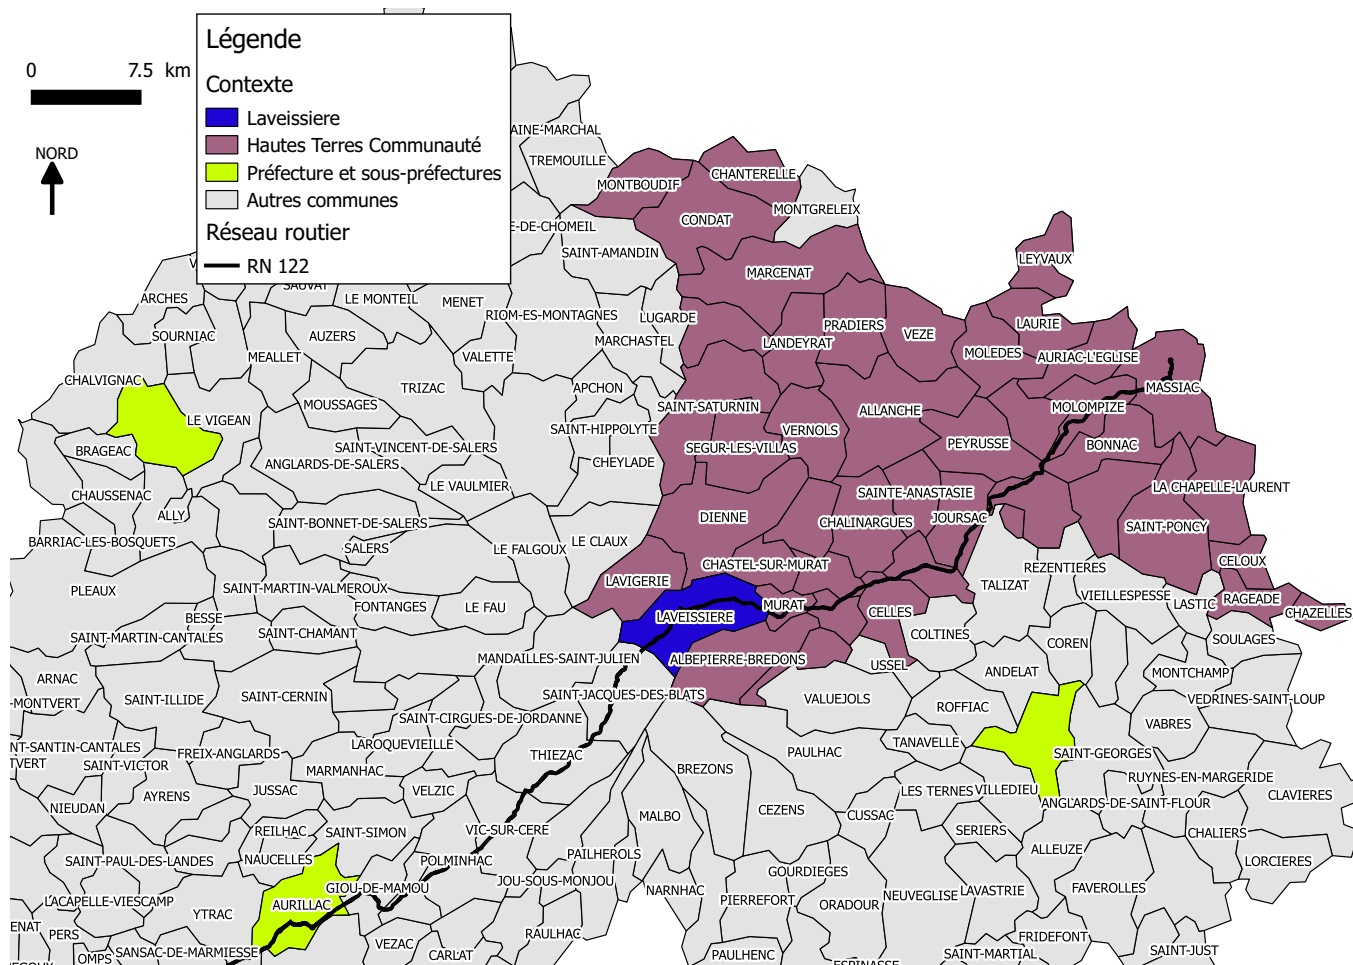 Légende
Contexte
Laveissiere
Hautes Terres Communauté
Préfecture et sous-préfectures
Autres communes
Réseau routier
RN 122
0 7.5 km
NORD
AINE-MARCHAL
TREMOUILLE
MONTBOUDIF
CHANTERELLE
MONTGRELEIX
CONDAT
E-DE-CHOMEIL
SAINT-AMANDIN
MARCENAT
LEYVAUX
SAUVAT
ARCHES
LE MONTEIL
MENET
RIOM-ES-MONTAGNES
LUGARDE
SOURNIAC
AUZERS
MARCHASTEL
LANDEYRAT
PRADIERS
VEZE
LAURIE
MOLEDES
AURIAC-L'EGLISE
MEALLET
VALETTE
CHALVIGNAC
TRIZAC
APCHON
MASSIAC
MOUSSAGES
SAINT-SATURNIN
ALLANCHE
MOLOMPIZE
LE VIGEAN
SAINT-HIPPOLYTE
VERNOLS
PEYRUSSE
BONNAC
BRAGEAC
SAINT-VINCENT-DE-SALERS
SEGUR-LES-VILLAS
ANGLARDS-DE-SALERS
CHEYLADE
CHAUSSENAC
LE VAULMIER
SAINTE-ANASTASIE
LA CHAPELLE-LAURENT
ALLY
SAINT-BONNET-DE-SALERS
DIENNE
CHALINARGUES
JOURSAC
SAINT-PONCY
BARRIAC-LES-BOSQUETS
SALERS
LE FALGOUX
LE CLAUX
CHASTEL-SUR-MURAT
CELOUX
PLEAUX
SAINT-MARTIN-VALMEROUX
LAVIGERIE
TALIZAT
REZENTIERES
VIEILLESPESSE
LASTIC
RAGEADE
CHAZELLES
FONTANGES
LE FAU
MURAT
CELLES
BESSE
LAVEISSIERE
SAINT-MARTIN-CANTALES
SAINT-CHAMANT
COLTINES
COREN
SOULAGES
MANDAILLES-SAINT-JULIEN
ALBEPIERRE-BREDONS
USSEL
ANDELAT
MONTCHAMP
ARNAC
-MONTVERT
SAINT-ILLIDE
SAINT-CERNIN
SAINT-JACQUES-DES-BLATS
VALUEJOLS
ROFFIAC
VEDRINES-SAINT-LOUP
SAINT-CIRGUES-DE-JORDANNE
VABRES
NT-SANTIN-CANTALES
TVERT
SAINT-VICTOR
FREIX-ANGLARDS
LAROQUEVIEILLE
THIEZAC
PAULHAC
TANAVELLE
SAINT-GEORGES
MARMANHAC
BREZONS
RUYNES-EN-MARGERIDE
AYRENS
JUSSAC
VELZIC
LES TERNES
VILLEDIEU
CLAVIERES
NIEUDAN
MALBO
CEZENS
CUSSAC
ANGLARDS-DE-SAINT-FLOUR
REILHAC
SAINT-SIMON
VIC-SUR-CERE
SERIERS
CHALIERS
SAINT-PAUL-DES-LANDES
NAUCELLES
POLMINHAC
PAILHEROLS
ALLEUZE
LORCIERES
GIOU-DE-MAMOU
JOU-SOUS-MONJOU
NARNHAC
GOURDIEGES
NEUVEGLISE
LAVASTRIE
FAVEROLLES
LACAPELLE-VIESCAMP
YTRAC
AURILLAC
PIERREFORT
ORADOUR
ENAT
PERS
VEZAC
RAULHAC
FRIDEFONT
OMPS
SANSAC-DE-MARMIESSE
CARLAT
PAULHENC
SAINT-MARTIAL
SAINT-JUST